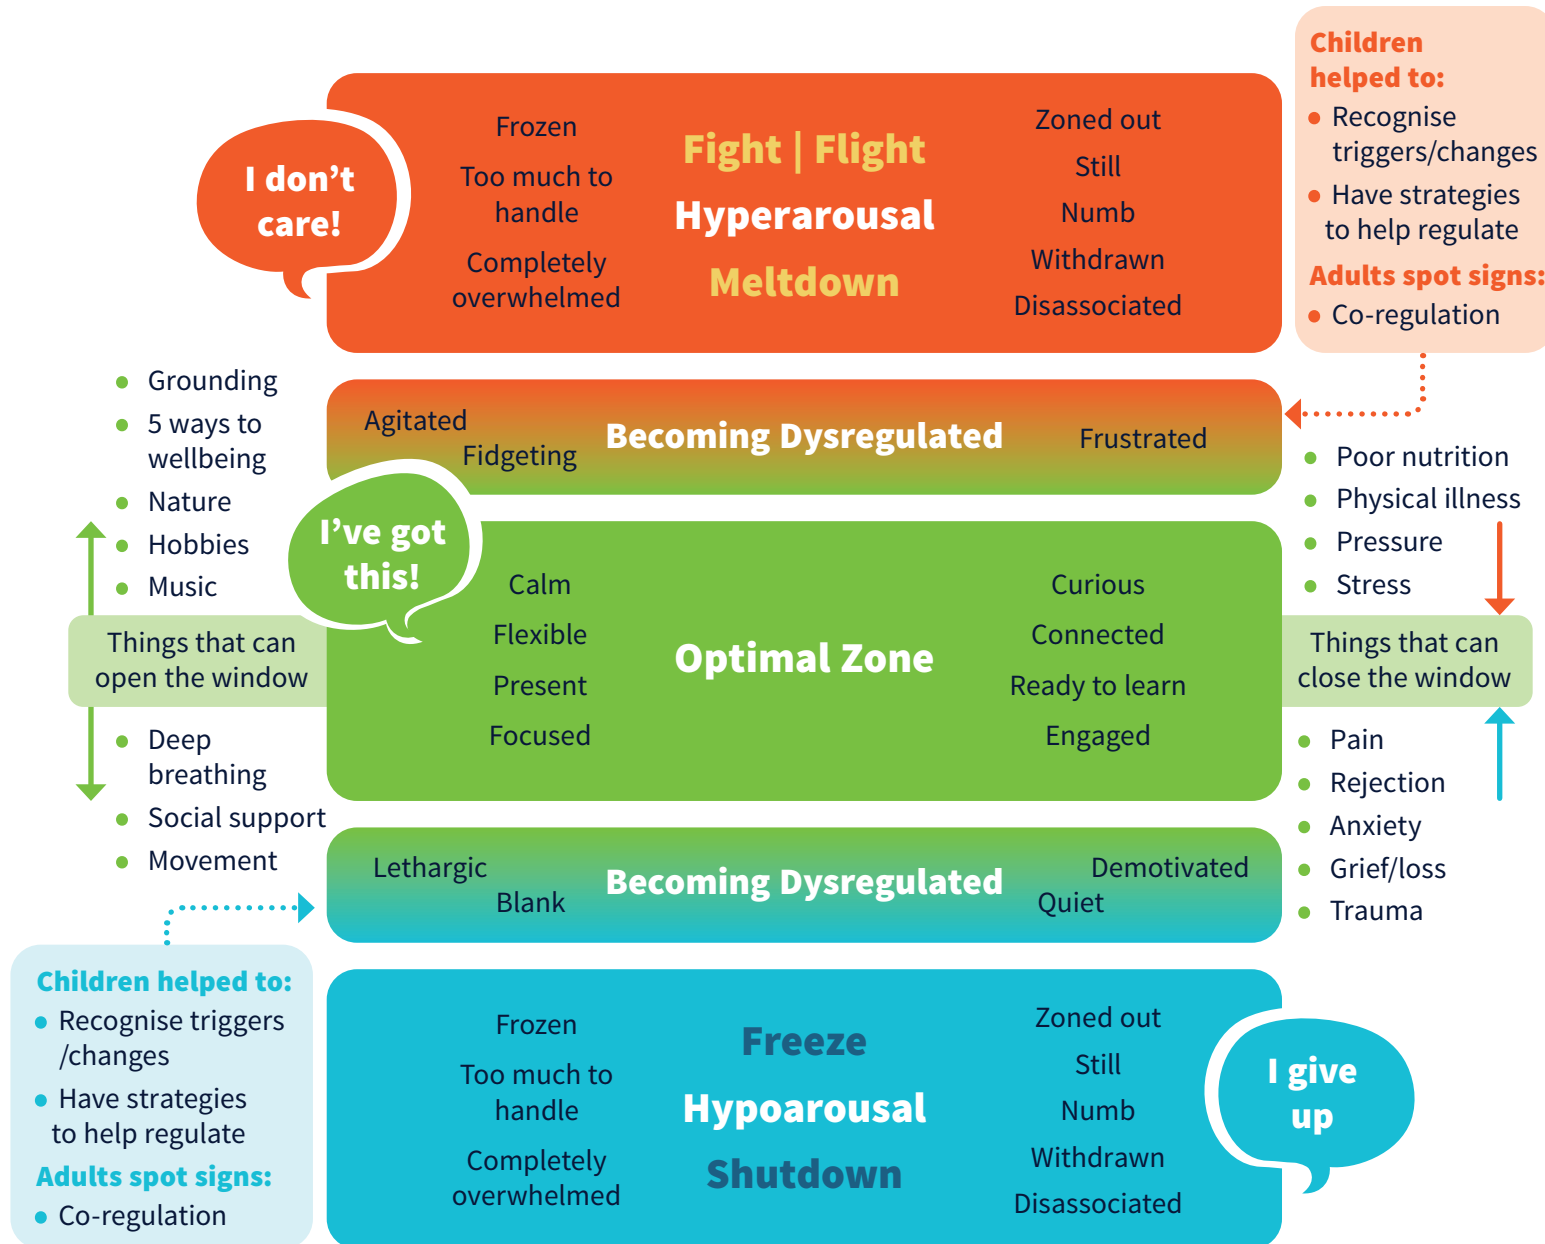 Children
helped to:
Recognise
triggers/changes
Have strategies
to help regulate
Adults spot signs:
Co-regulation
I don't
care!
Frozen
Too much to
handle
Completely
overwhelmed
Fight | Flight
Hyperarousal
Meltdown
Zoned out
Still
Numb
Withdrawn
Disassociated
Agitated
Fidgeting
Becoming Dysregulated
Frustrated
Grounding
5 ways to
wellbeing
Nature
Hobbies
Music
Things that can
open the window
Deep
breathing
Social support
Movement
I've got
this!
Calm
Flexible
Present
Focused
Optimal Zone
Curious
Connected
Ready to learn
Engaged
Poor nutrition
Physical illness
Pressure
Stress
Things that can
close the window
Pain
Rejection
Anxiety
Grief/loss
Trauma
Lethargic
Blank
Becoming Dysregulated
Demotivated
Quiet
Children helped to:
Recognise triggers
/changes
Have strategies
to help regulate
Adults spot signs:
Co-regulation
Frozen
Too much to
handle
Completely
overwhelmed
Freeze
Hypoarousal
Shutdown
Zoned out
Still
Numb
Withdrawn
Disassociated
I give
up